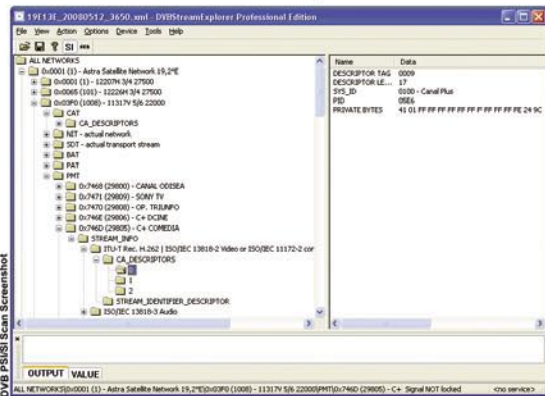 19E13E_20080512_3650.xml - DVBStreamExplorer Professional Edition
File View Action Options Device Tools Help
SI
ALL NETWORKS
0x0001 (1) - Astra Satellite Network 19,2°E
0x0001 (1) - 12207H 3/4 27500
0x0065 (101) - 12226H 3/4 27500
0x03F0 (1008) - 11317V 5/6 22000
CAT
CA_DESCRIPTORS
NIT - actual network
SDT - actual transport stream
BAT
PAT
PMT
0x7468 (29800) - CANAL ODISEA
0x7471 (29809) - SONY TV
0x7470 (29808) - OP. TRIUNFO
0x746E (29806) - C+ DCINE
0x746D (29805) - C+ COMEDIA
STREAM_INFO
ITU-T Rec. H.262 | ISO/IEC 13818-2 Video or ISO/IEC 11172-2 cor
CA_DESCRIPTORS
0
1
2
STREAM_IDENTIFIER_DESCRIPTOR
ISO/IEC 13818-3 Audio
Name Data
DESCRIPTOR TAG 0009
DESCRIPTOR LE... 17
SYS_ID 0100 - Canal Plus
PID 05E6
PRIVATE BYTES 41 01 FF FF FF FF FF F FF FF FF FE 24 9C
OUTPUT VALUE
ALL NETWORKS\0x0001 (1) - Astra Satellite Network 19,2°E\0x03F0 (1008) - 11317V 5/6 22000\PMT\0x746D (29805) - C+ Signal NOT locked <no service>
DVB PSI/SI Scan Screenshot